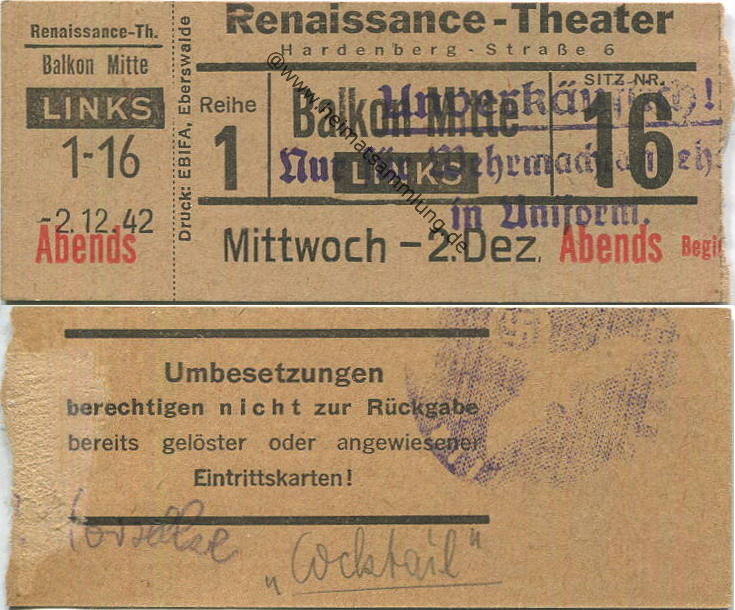 Renaissance-Th.
Balkon Mitte
LINKS
1-16
-2.12.42
Abends
Druck: EBIFA, Eberswalde
Renaissance-Theater
Hardenberg-Straße 6
Reihe
1
Balkon Mitte
LINKS
SITZ-NR.
16
Unverkäuflich!
Nur für Wehrmachtangeh
in Uniform.
Mittwoch - 2. Dez. Abends Begi
@www.heimatsammlung.de
Umbesetzungen
berechtigen nicht zur Rückgabe
bereits gelöster oder angewiesener
Eintrittskarten!
„Cocktail"